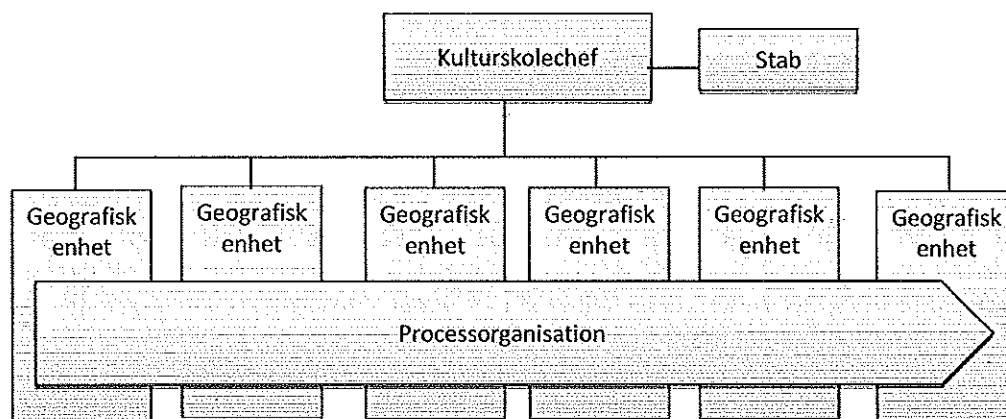 Kulturskolechef
Stab
Geografisk
enhet
Geografisk
enhet
Geografisk
enhet
Geografisk
enhet
Geografisk
enhet
Geografisk
enhet
Processorganisation